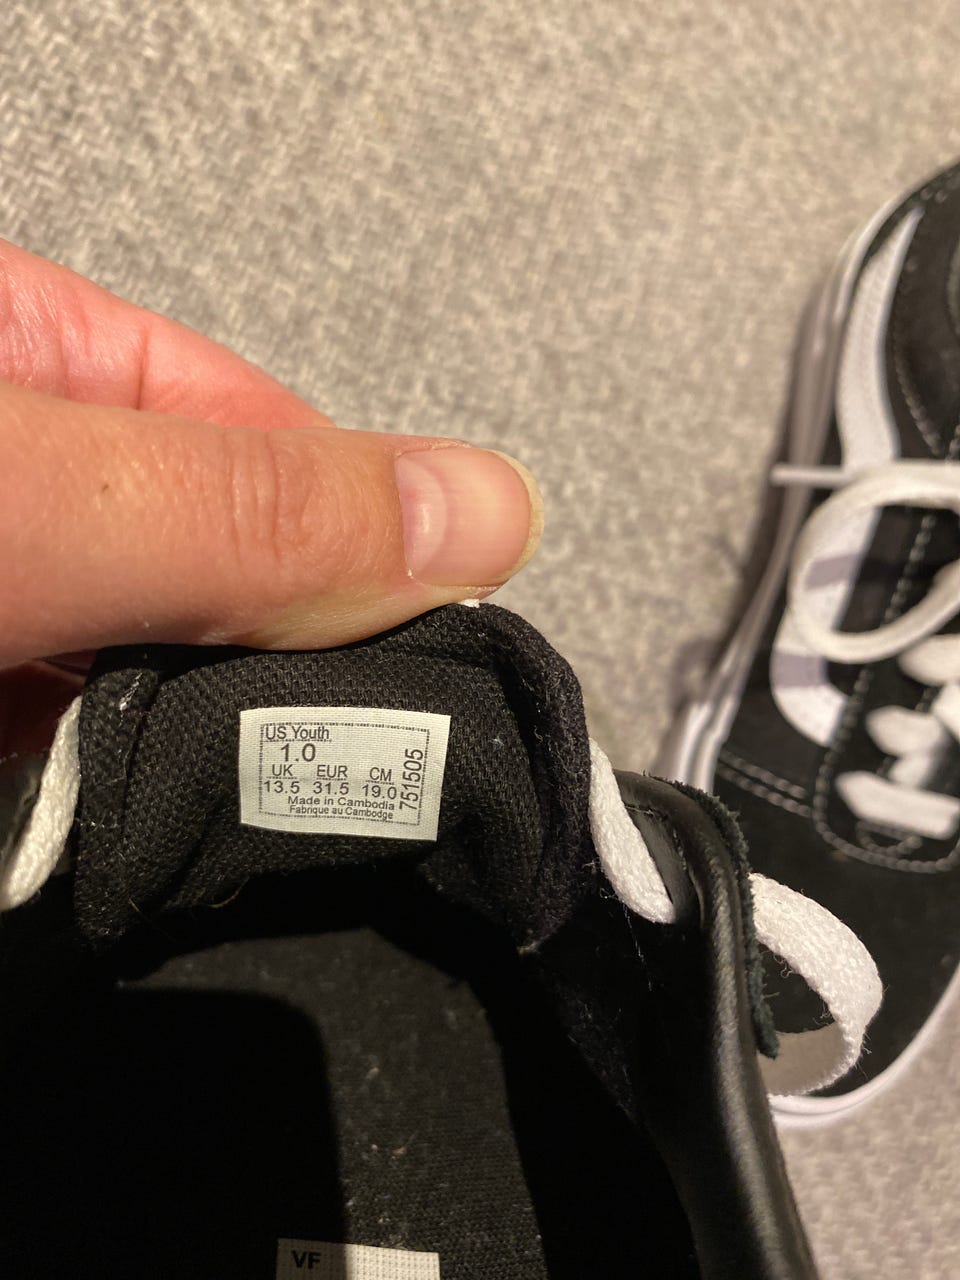 US Youth
1.0
UK EUR CM
13.5 31.5 19.0
Made in Cambodia
Fabrique au Cambodge
751505
VF